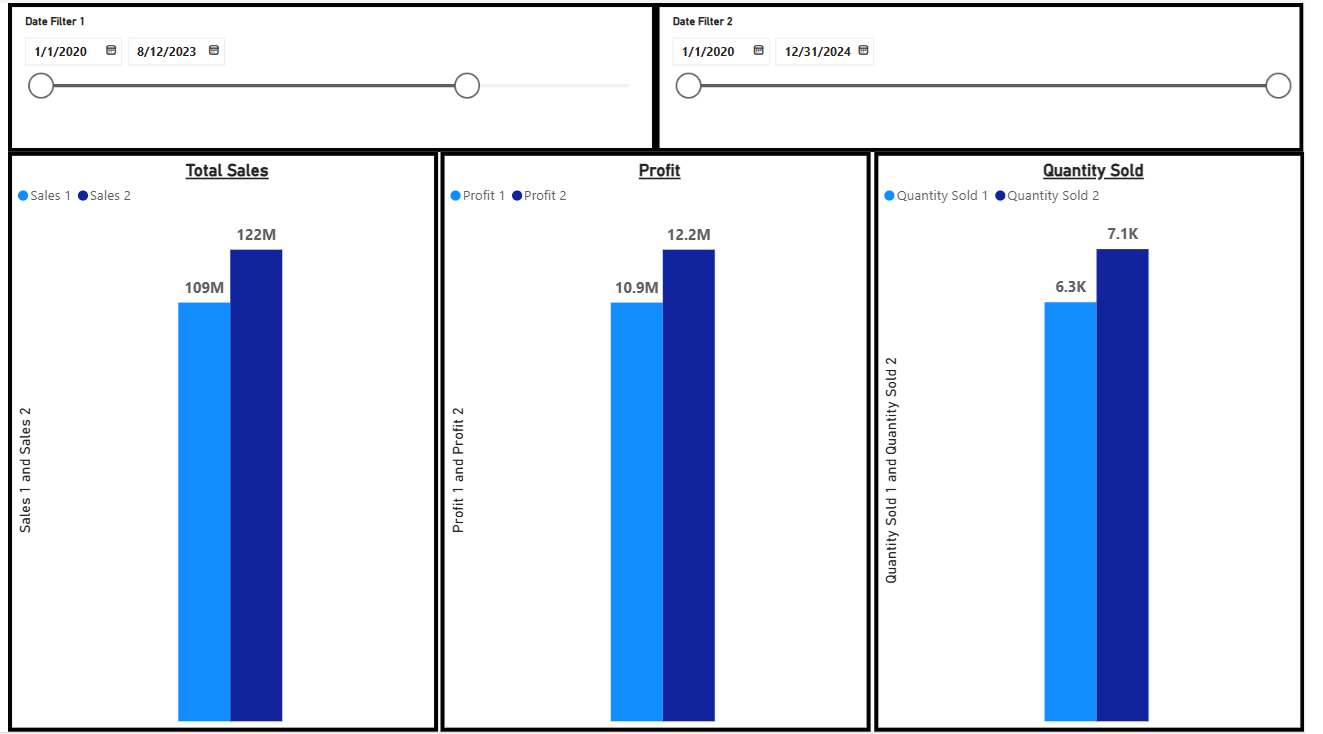 Date Filter 1
1/1/2020 8/12/2023
Date Filter 2
1/1/2020 12/31/2024
Total Sales
Sales 1 Sales 2
122M
109M
Sales 1 and Sales 2
Profit
Profit 1 Profit 2
12.2M
10.9M
Profit 1 and Profit 2
Quantity Sold
Quantity Sold 1 Quantity Sold 2
7.1K
6.3K
Quantity Sold 1 and Quantity Sold 2